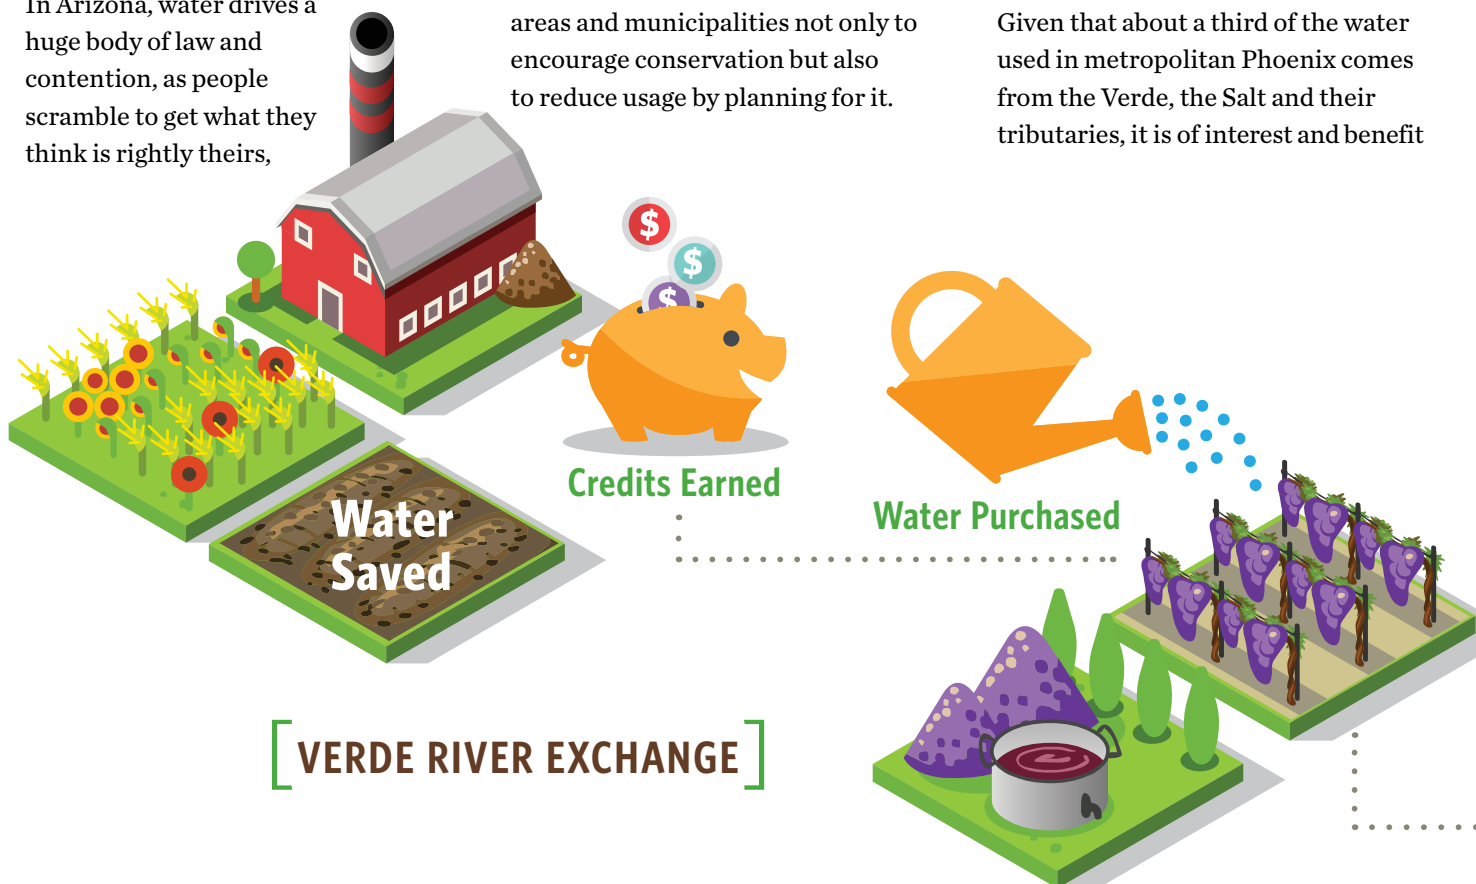 In Arizona, water drives a
huge body of law and
contention, as people
scramble to get what they
think is rightly theirs,
areas and municipalities not only to
encourage conservation but also
to reduce usage by planning for it.
Given that about a third of the water
used in metropolitan Phoenix comes
from the Verde, the Salt and their
tributaries, it is of interest and benefit
$
$
$
Credits Earned
Water Purchased
Water
Saved
[VERDE RIVER EXCHANGE]